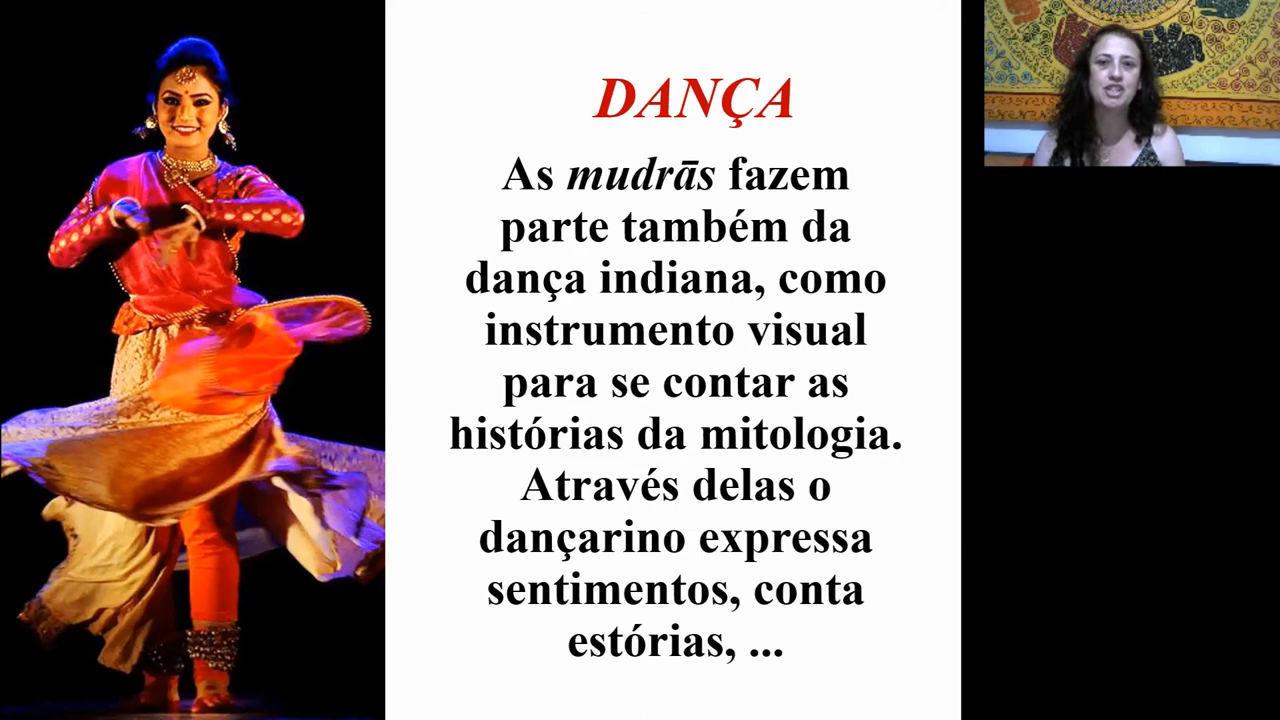 DANÇA
As mudrās fazem
parte também da
dança indiana, como
instrumento visual
para se contar as
histórias da mitologia.
Através delas o
dançarino expressa
sentimentos, conta
estórias, ...